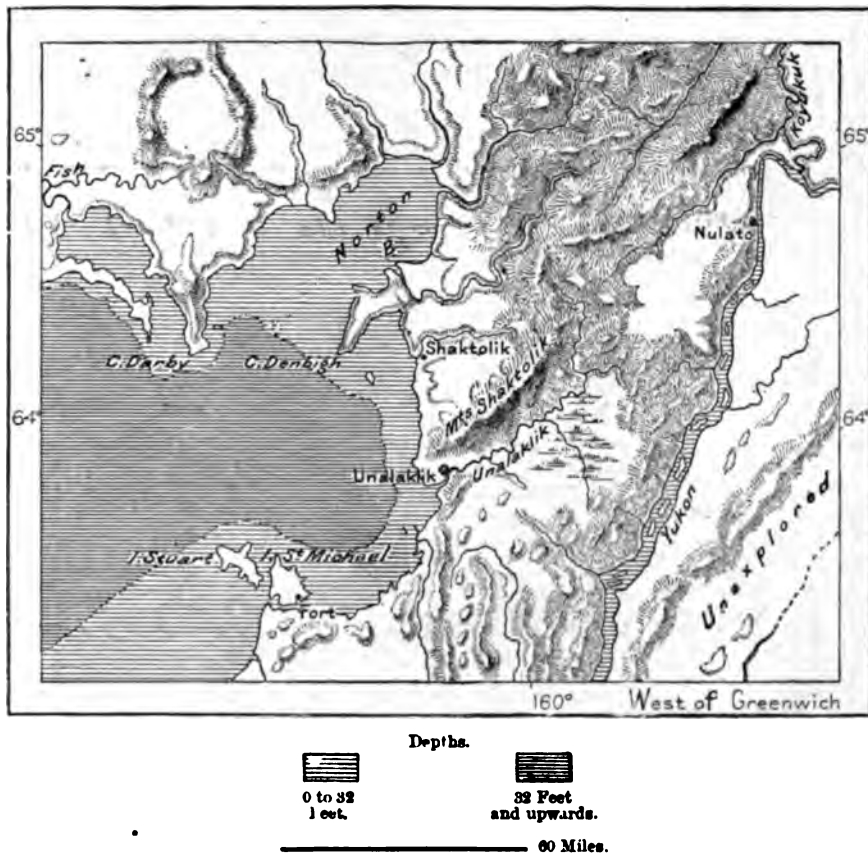 65°
65°
Koyukuk
Fish
Norton
B.
Nulato
Shaktolik
C. Darby
C. Denbigh
Mts Shaktolik
64°
64°
Unalaklik
Unalaklik
Yukon
Unexplored
I. Stuart
I. St Michael
Fort
160°
West of Greenwich
Depths.
0 to 32
feet.
32 Feet
and upwards.
60 Miles.